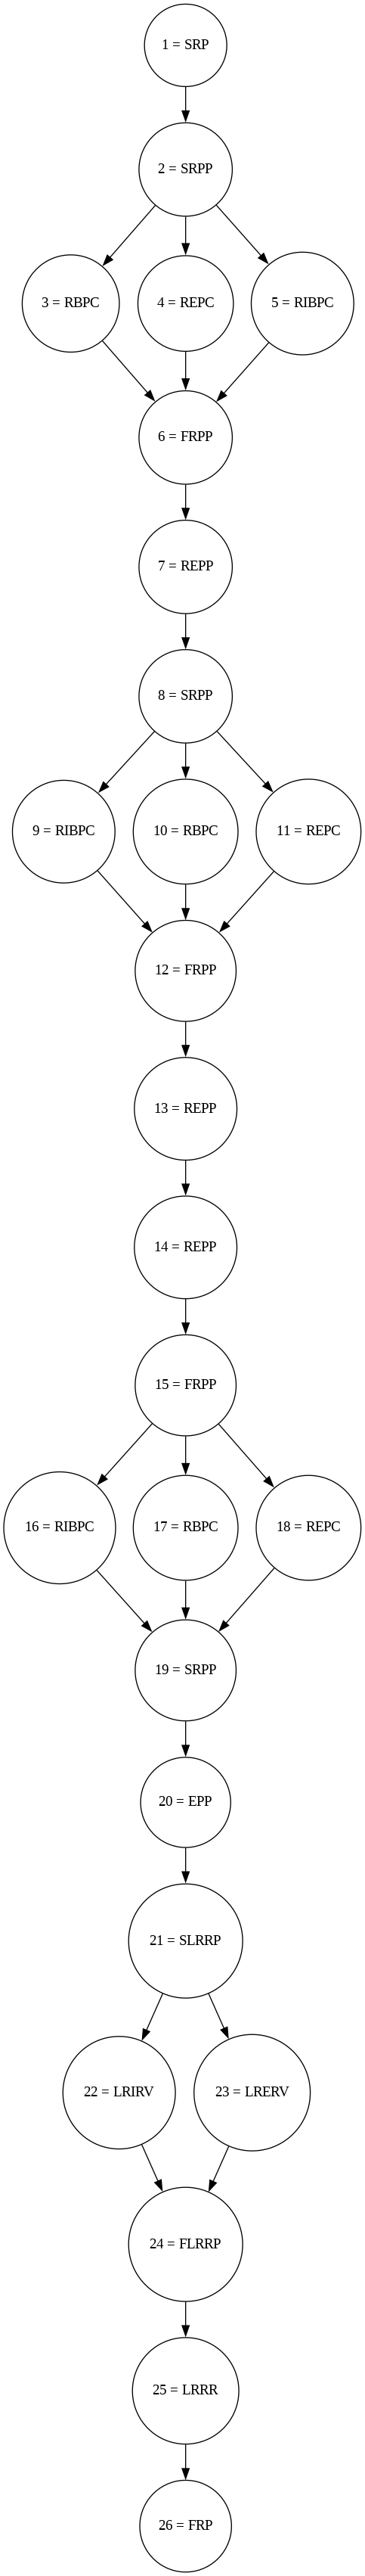 1 = SRP
2 = SRPP
3 = RBPC
4 = REPC
5 = RIBPC
6 = FRPP
7 = REPP
8 = SRPP
9 = RIBPC
10 = RBPC
11 = REPC
12 = FRPP
13 = REPP
14 = REPP
15 = FRPP
16 = RIBPC
17 = RBPC
18 = REPC
19 = SRPP
20 = EPP
21 = SLRRP
22 = LRIRV
23 = LRERV
24 = FLRRP
25 = LRRR
26 = FRP